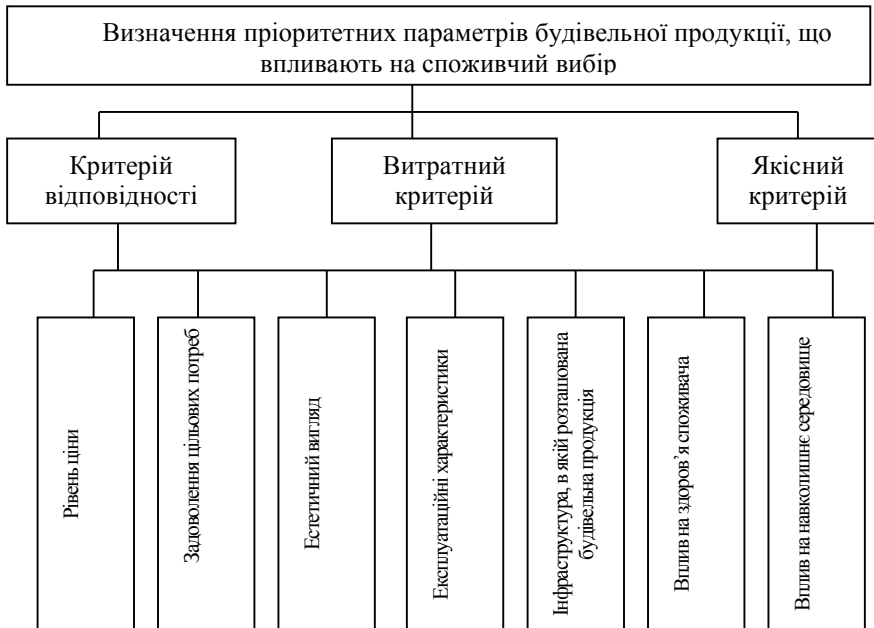 Визначення пріоритетних параметрів будівельної продукції, що
впливають на споживчий вибір
Критерій
відповідності
Витратний
критерій
Якісний
критерій
Рівень ціни
Задоволення цільових потреб
Естетичний вигляд
Експлуатаційні характеристики
Інфраструктура, в якій розташована
будівельна продукція
Вплив на здоров’я споживача
Вплив на навколишнє середовище